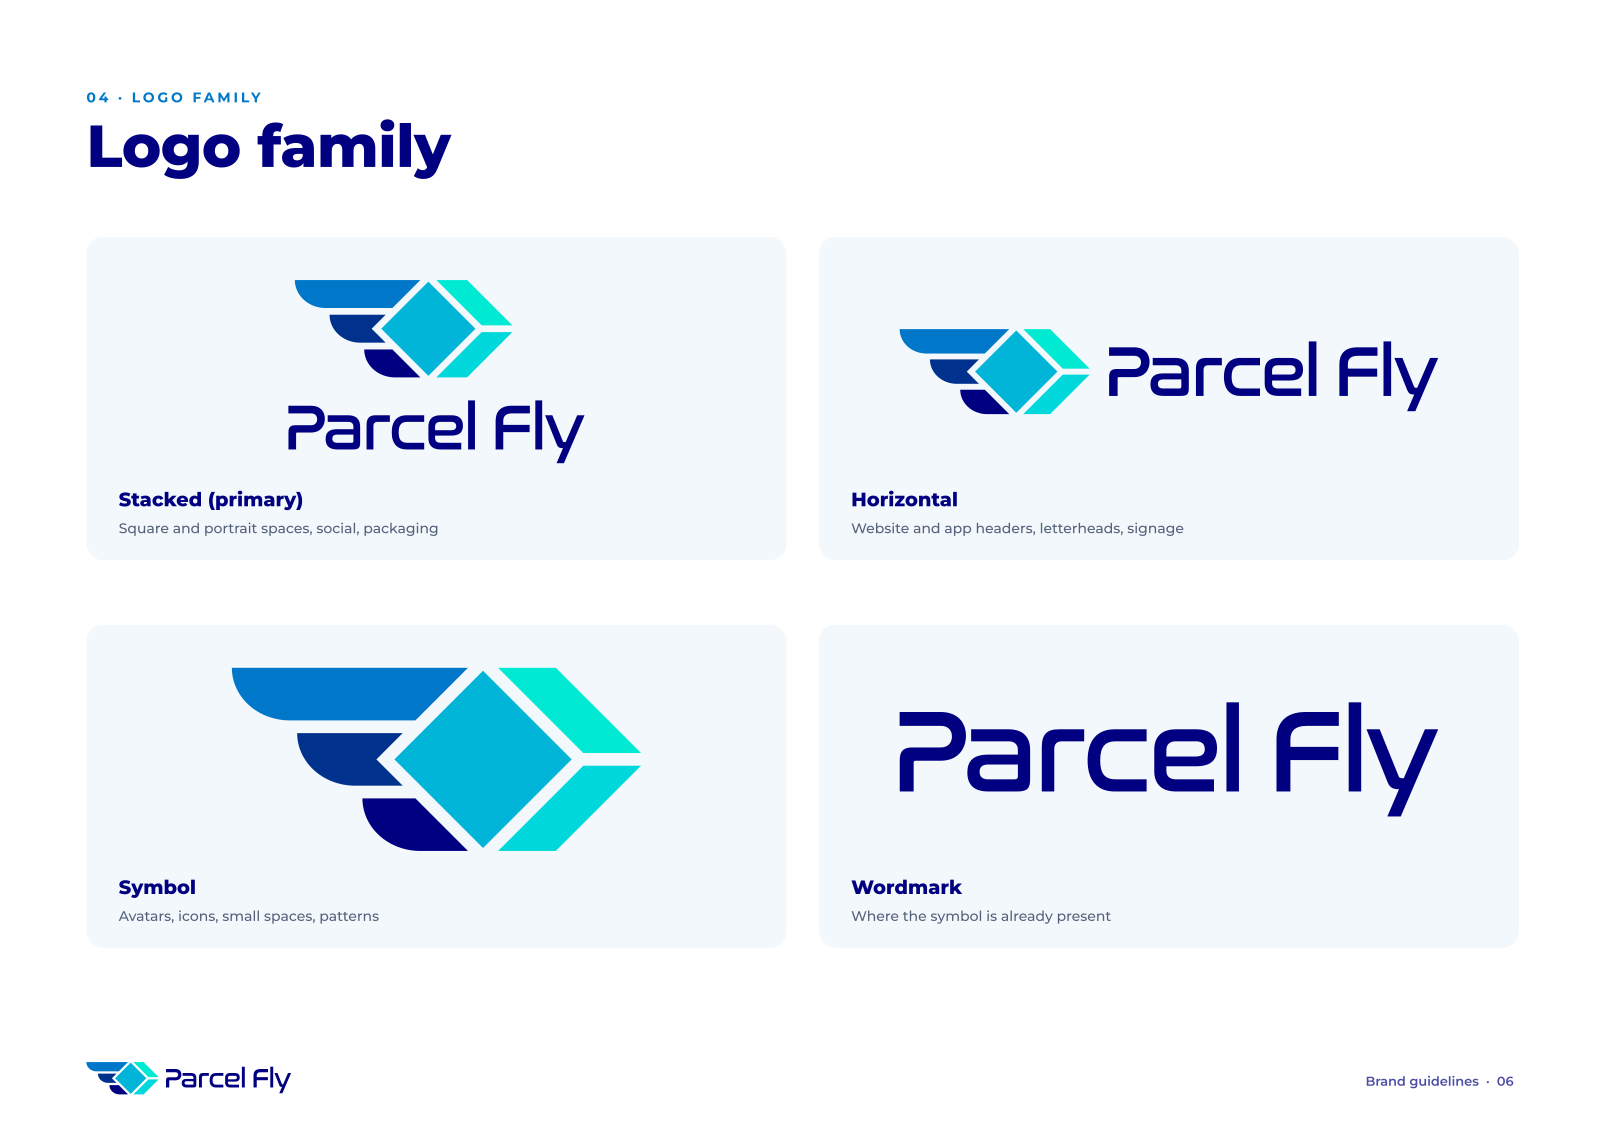 04 · LOGO FAMILY
Logo family
Parcel Fly
Stacked (primary)
Square and portrait spaces, social, packaging
Parcel Fly
Horizontal
Website and app headers, letterheads, signage
Symbol
Avatars, icons, small spaces, patterns
Parcel Fly
Wordmark
Where the symbol is already present
Parcel Fly
Brand guidelines · 06